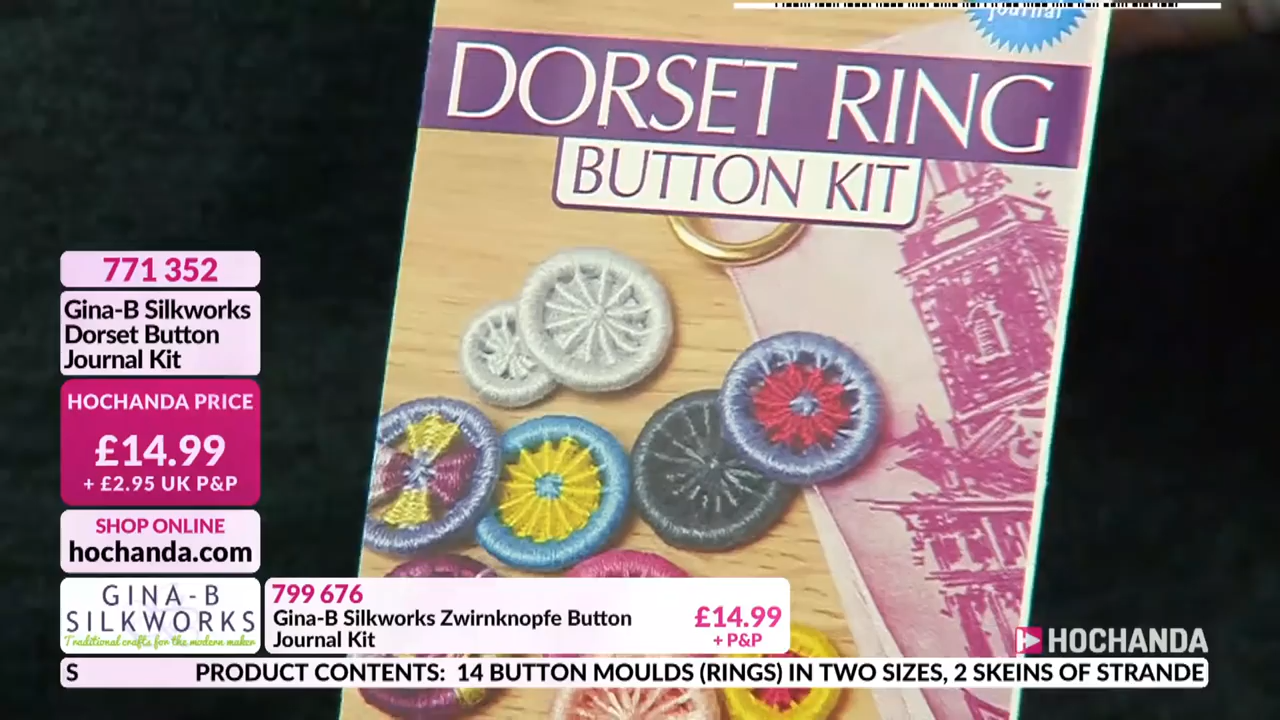 journal
DORSET RING
BUTTON KIT
771 352
Gina-B Silkworks
Dorset Button
Journal Kit
HOCHANDA PRICE
£14.99
+ £2.95 UK P&P
SHOP ONLINE
hochanda.com
GINA-B
SILKWORKS
Traditional crafts for the modern maker
799 676
Gina-B Silkworks Zwirnknopfe Button
Journal Kit
£14.99
+ P&P
HOCHANDA
S PRODUCT CONTENTS: 14 BUTTON MOULDS (RINGS) IN TWO SIZES, 2 SKEINS OF STRANDE